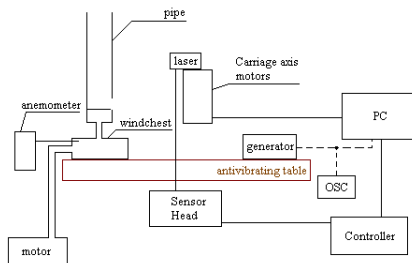 pipe
laser
Carriage axis
motors
anemometer
windchest
PC
generator
antivibrating table
OSC
Sensor
Head
Controller
motor